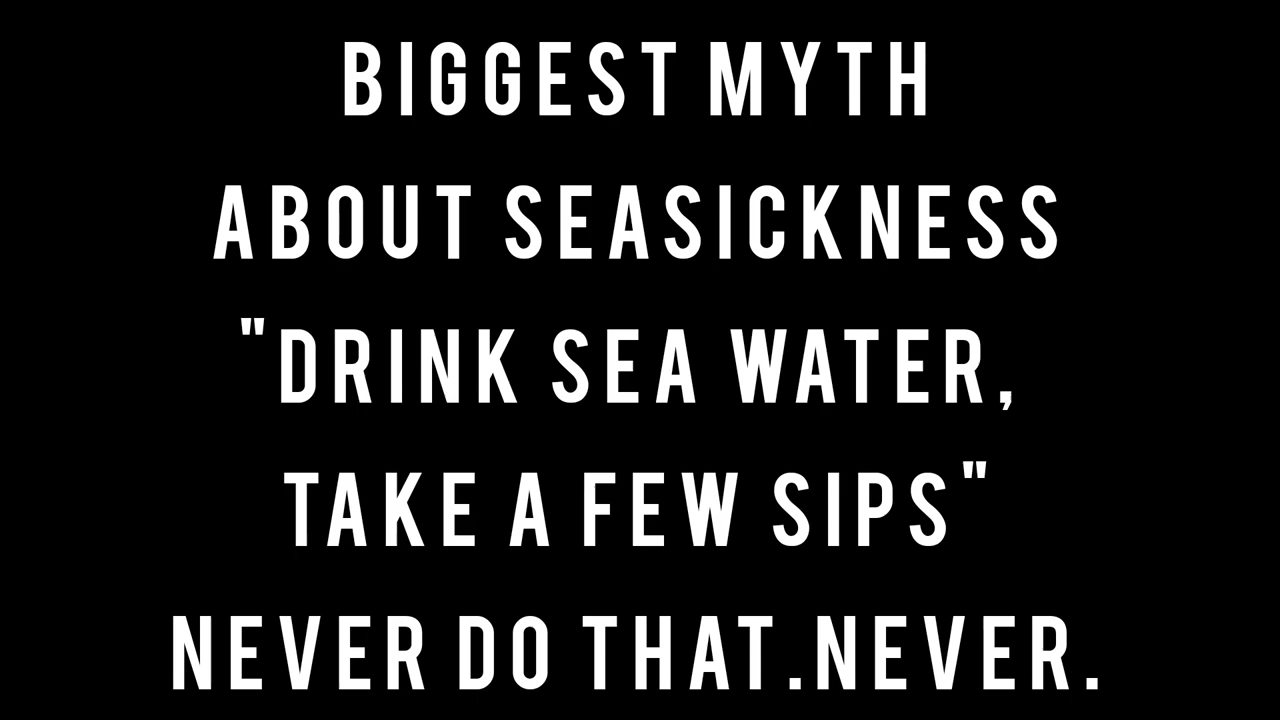 BIGGEST MYTH
ABOUT SEASICKNESS
"DRINK SEA WATER,
TAKE A FEW SIPS"
NEVER DO THAT.NEVER.